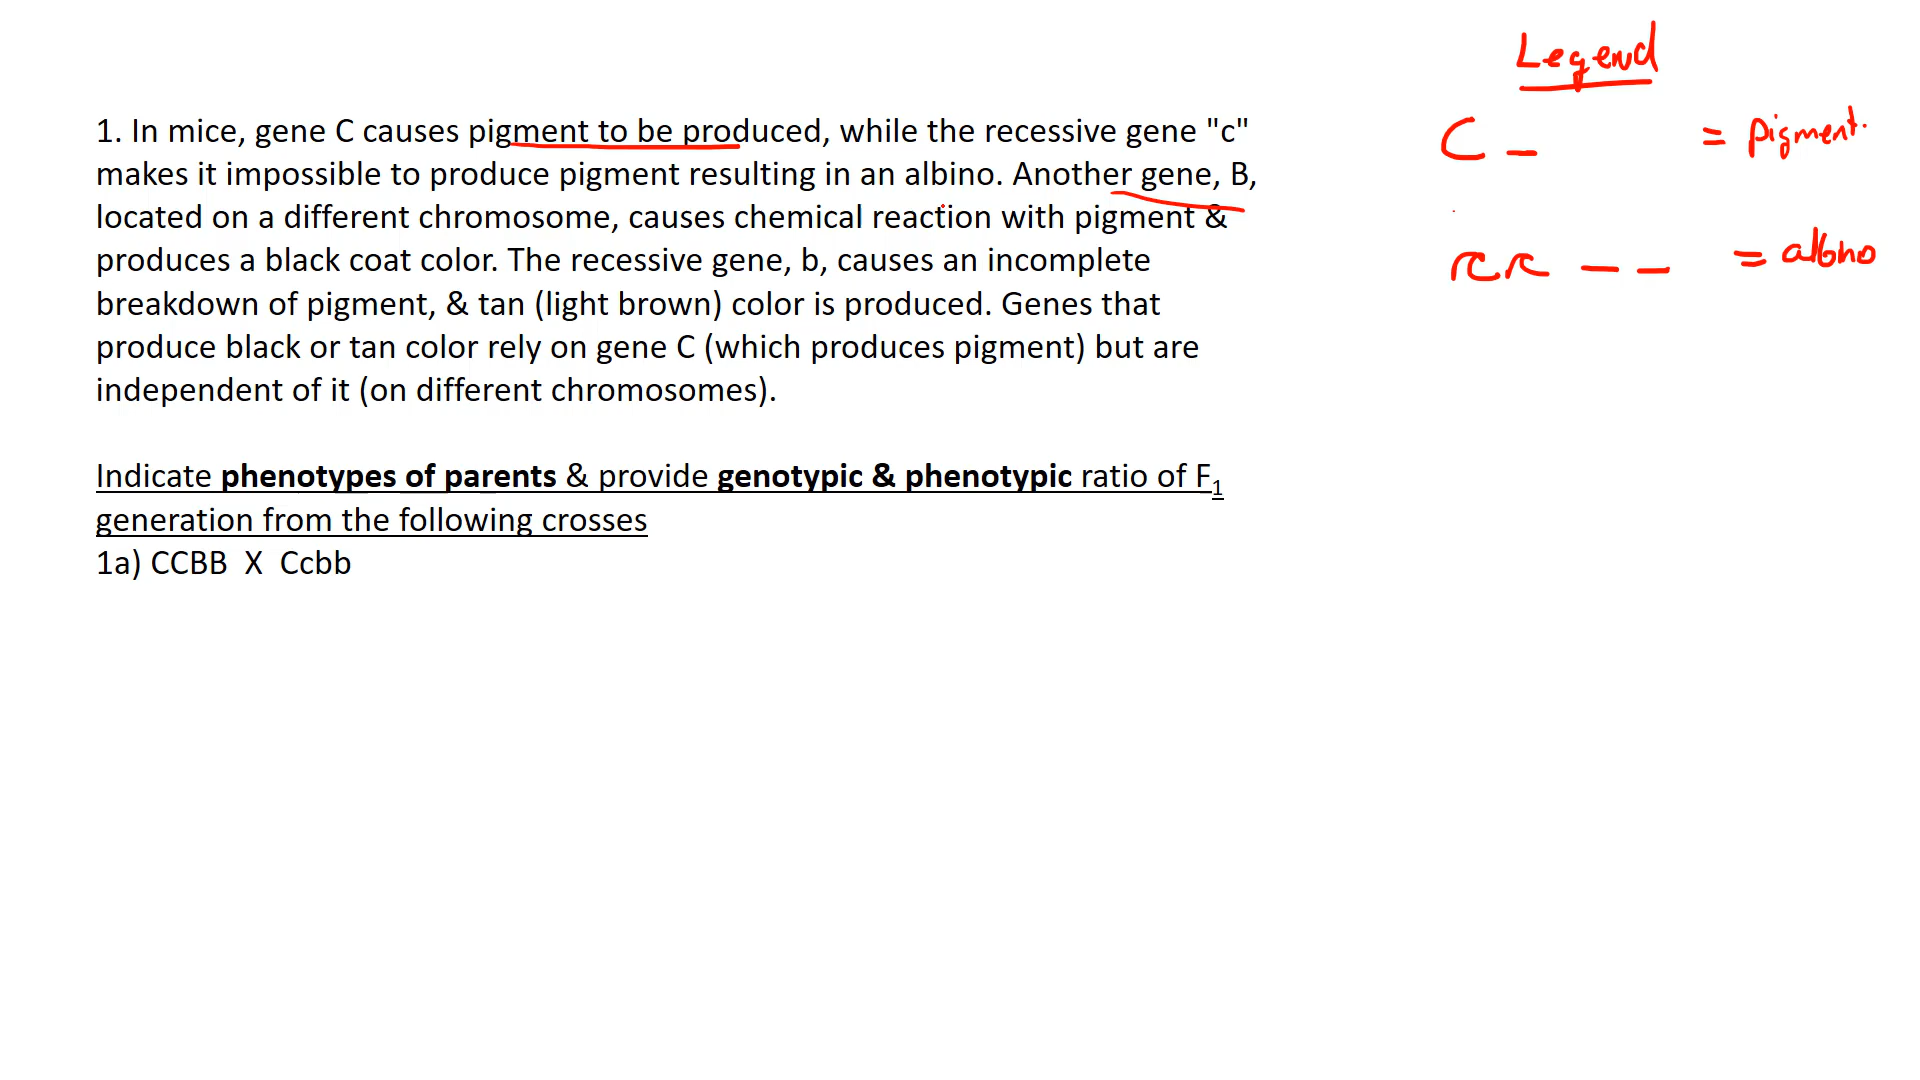 Legend
C _ = pigment.
cc _ _ = albino
1. In mice, gene C causes pigment to be produced, while the recessive gene "c"
makes it impossible to produce pigment resulting in an albino. Another gene, B,
located on a different chromosome, causes chemical reaction with pigment &
produces a black coat color. The recessive gene, b, causes an incomplete
breakdown of pigment, & tan (light brown) color is produced. Genes that
produce black or tan color rely on gene C (which produces pigment) but are
independent of it (on different chromosomes).
Indicate phenotypes of parents & provide genotypic & phenotypic ratio of F1
generation from the following crosses
1a) CCBB X Ccbb